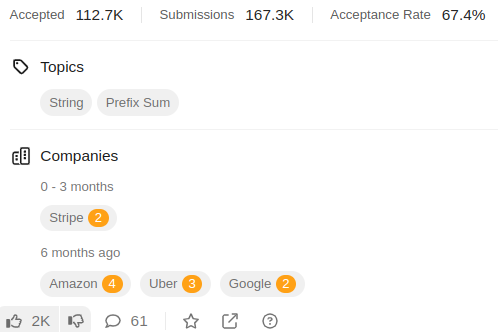 Accepted 112.7K Submissions 167.3K Acceptance Rate 67.4%
Topics
String Prefix Sum
Companies
0 - 3 months
Stripe 2
6 months ago
Amazon 4 Uber 3 Google 2
2K 61